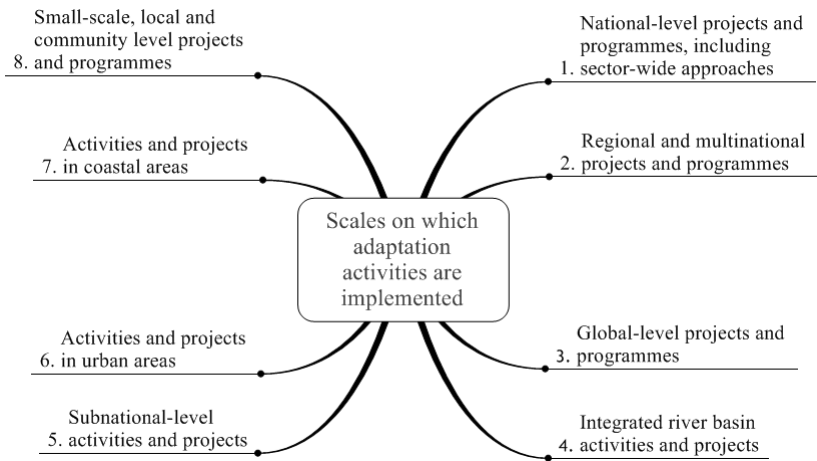 Small-scale, local and
community level projects
8. and programmes
National-level projects and
programmes, including
1. sector-wide approaches
Activities and projects
7. in coastal areas
Regional and multinational
2. projects and programmes
Scales on which
adaptation
activities are
implemented
Activities and projects
6. in urban areas
Global-level projects and
3. programmes
Subnational-level
5. activities and projects
Integrated river basin
4. activities and projects